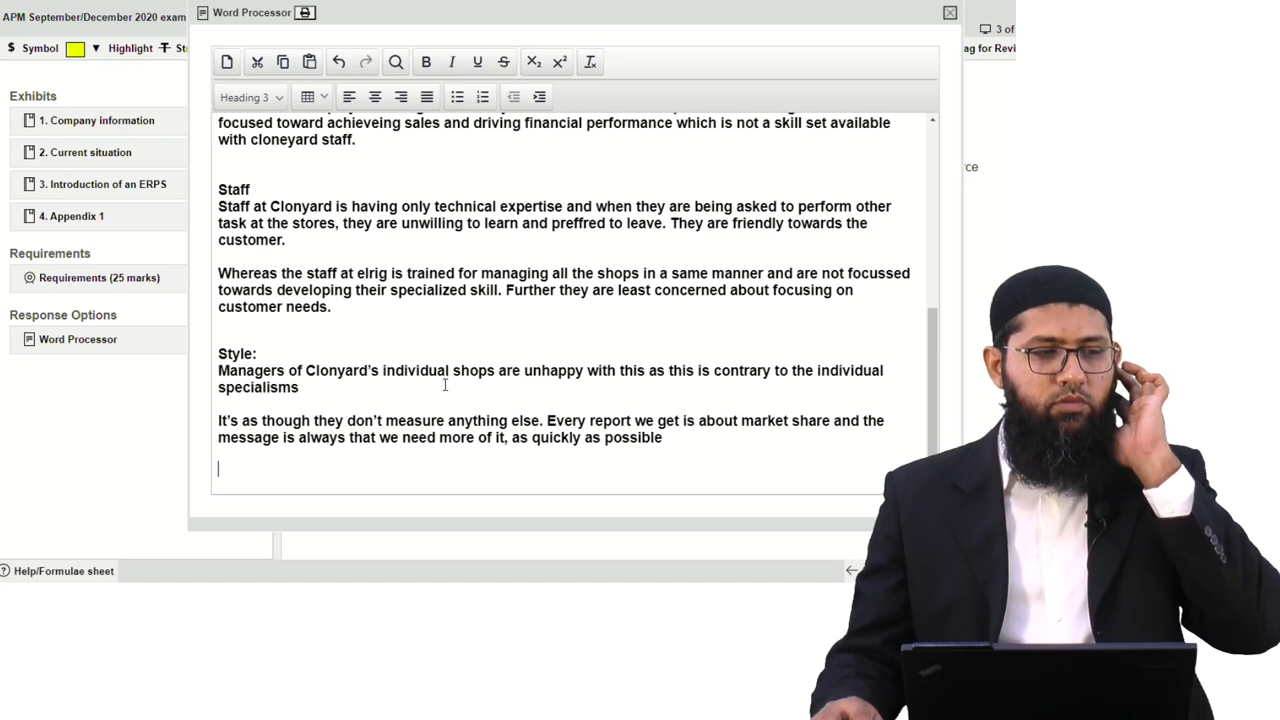 APM September/December 2020 exam
Word Processor
3 of
Symbol
Highlight
ag for Revi
Heading 3
Exhibits
1. Company information
2. Current situation
3. Introduction of an ERPS
4. Appendix 1
Requirements
Requirements (25 marks)
Response Options
Word Processor
focused toward achieveing sales and driving financial performance which is not a skill set available
with cloneyard staff.
Staff
Staff at Clonyard is having only technical expertise and when they are being asked to perform other
task at the stores, they are unwilling to learn and preffred to leave. They are friendly towards the
customer.
Whereas the staff at elrig is trained for managing all the shops in a same manner and are not focussed
towards developing their specialized skill. Further they are least concerned about focusing on
customer needs.
Style:
Managers of Clonyard's individual shops are unhappy with this as this is contrary to the individual
specialisms
It's as though they don't measure anything else. Every report we get is about market share and the
message is always that we need more of it, as quickly as possible
rce
Help/Formulae sheet